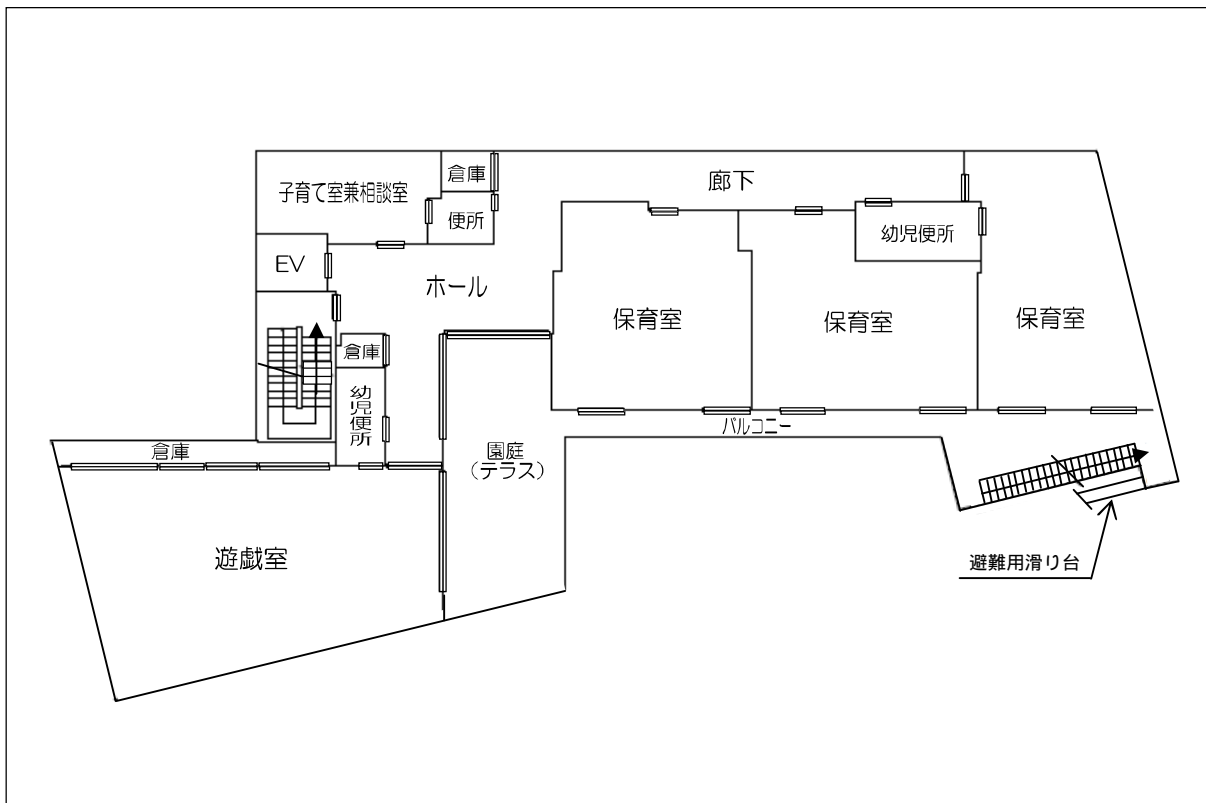 倉庫
廊下
子育て室兼相談室
便所
幼児便所
EV
ホール
保育室
保育室
保育室
倉庫
幼児便所
バルコニー
倉庫
園庭
(テラス)
遊戯室
避難用滑り台